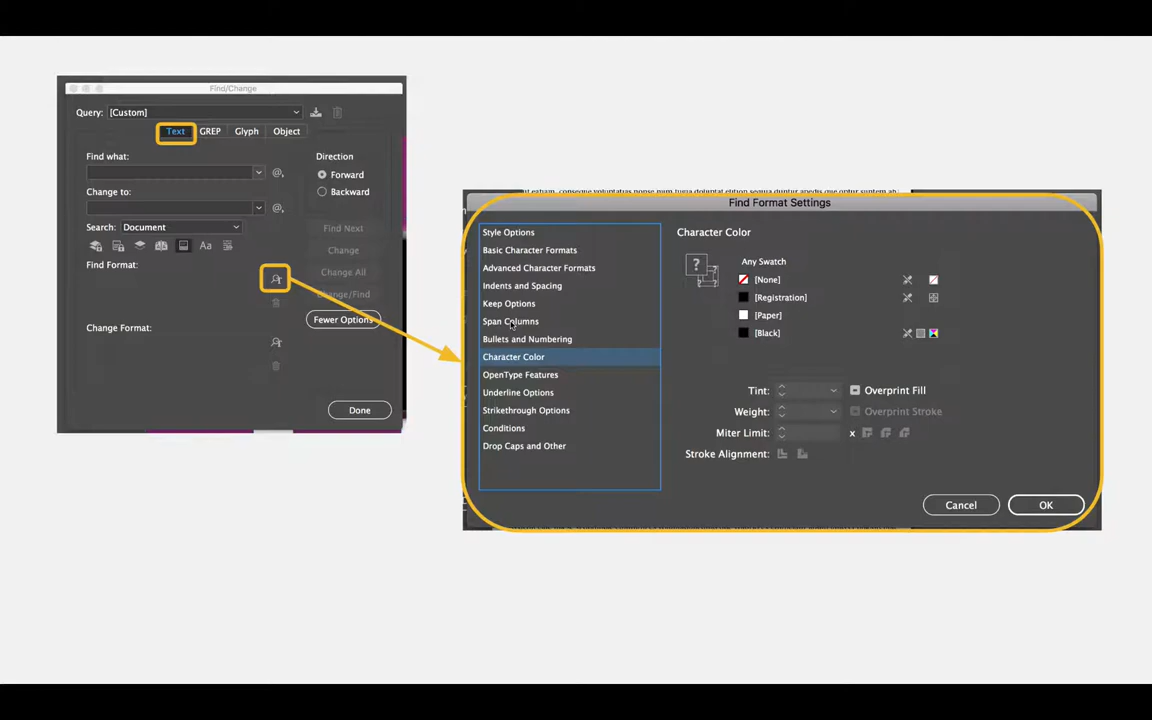 Find/Change
Query: [Custom]
Text GREP Glyph Object
Find what:
Direction
Forward
Change to:
Backward
Search: Document
Find Next
Change
Find Format:
Change All
Change/Find
Fewer Options
Change Format:
Done
Find Format Settings
Style Options
Basic Character Formats
Advanced Character Formats
Indents and Spacing
Keep Options
Span Columns
Bullets and Numbering
Character Color
OpenType Features
Underline Options
Strikethrough Options
Conditions
Drop Caps and Other
Character Color
Any Swatch
[None]
[Registration]
[Paper]
[Black]
Tint: Overprint Fill
Weight: Overprint Stroke
Miter Limit: x
Stroke Alignment:
Cancel OK